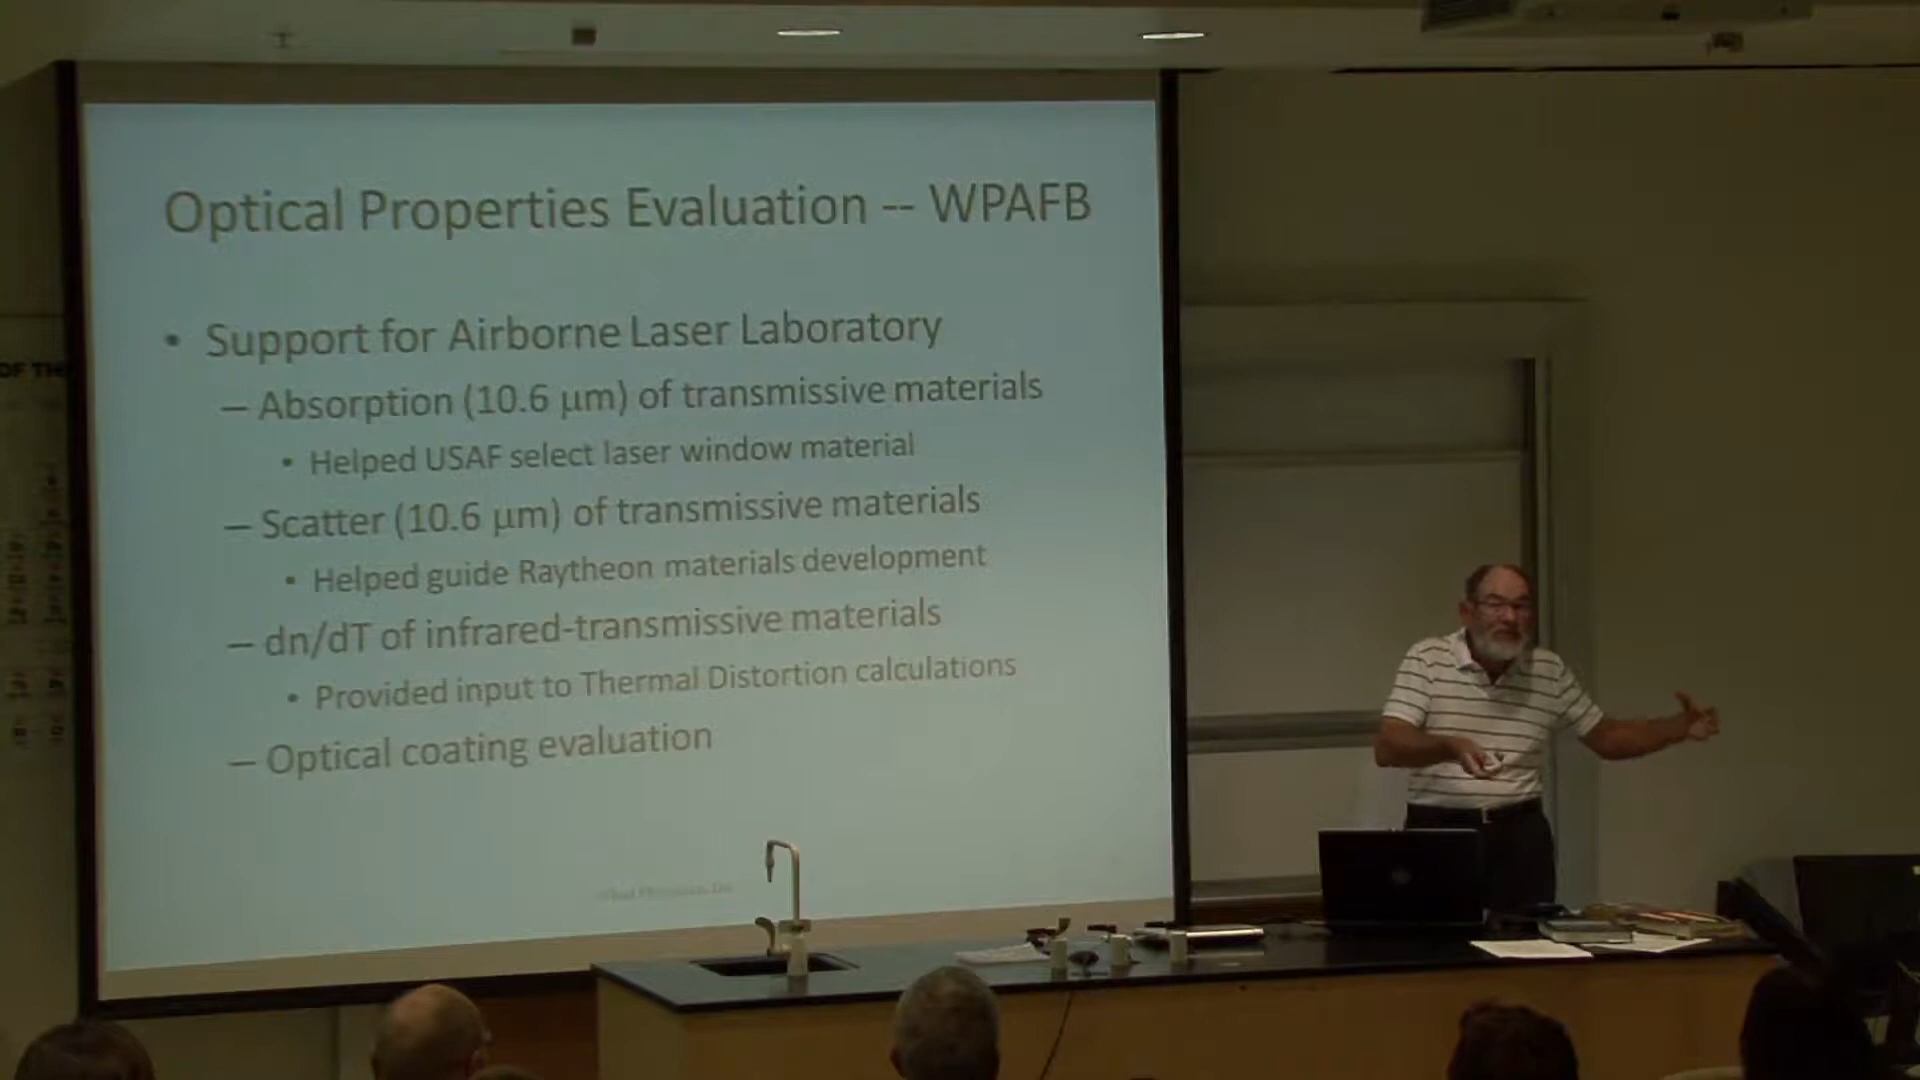 Optical Properties Evaluation -- WPAFB
• Support for Airborne Laser Laboratory
– Absorption (10.6 μm) of transmissive materials
• Helped USAF select laser window material
– Scatter (10.6 μm) of transmissive materials
• Helped guide Raytheon materials development
– dn/dT of infrared-transmissive materials
• Provided input to Thermal Distortion calculations
– Optical coating evaluation
OF TH